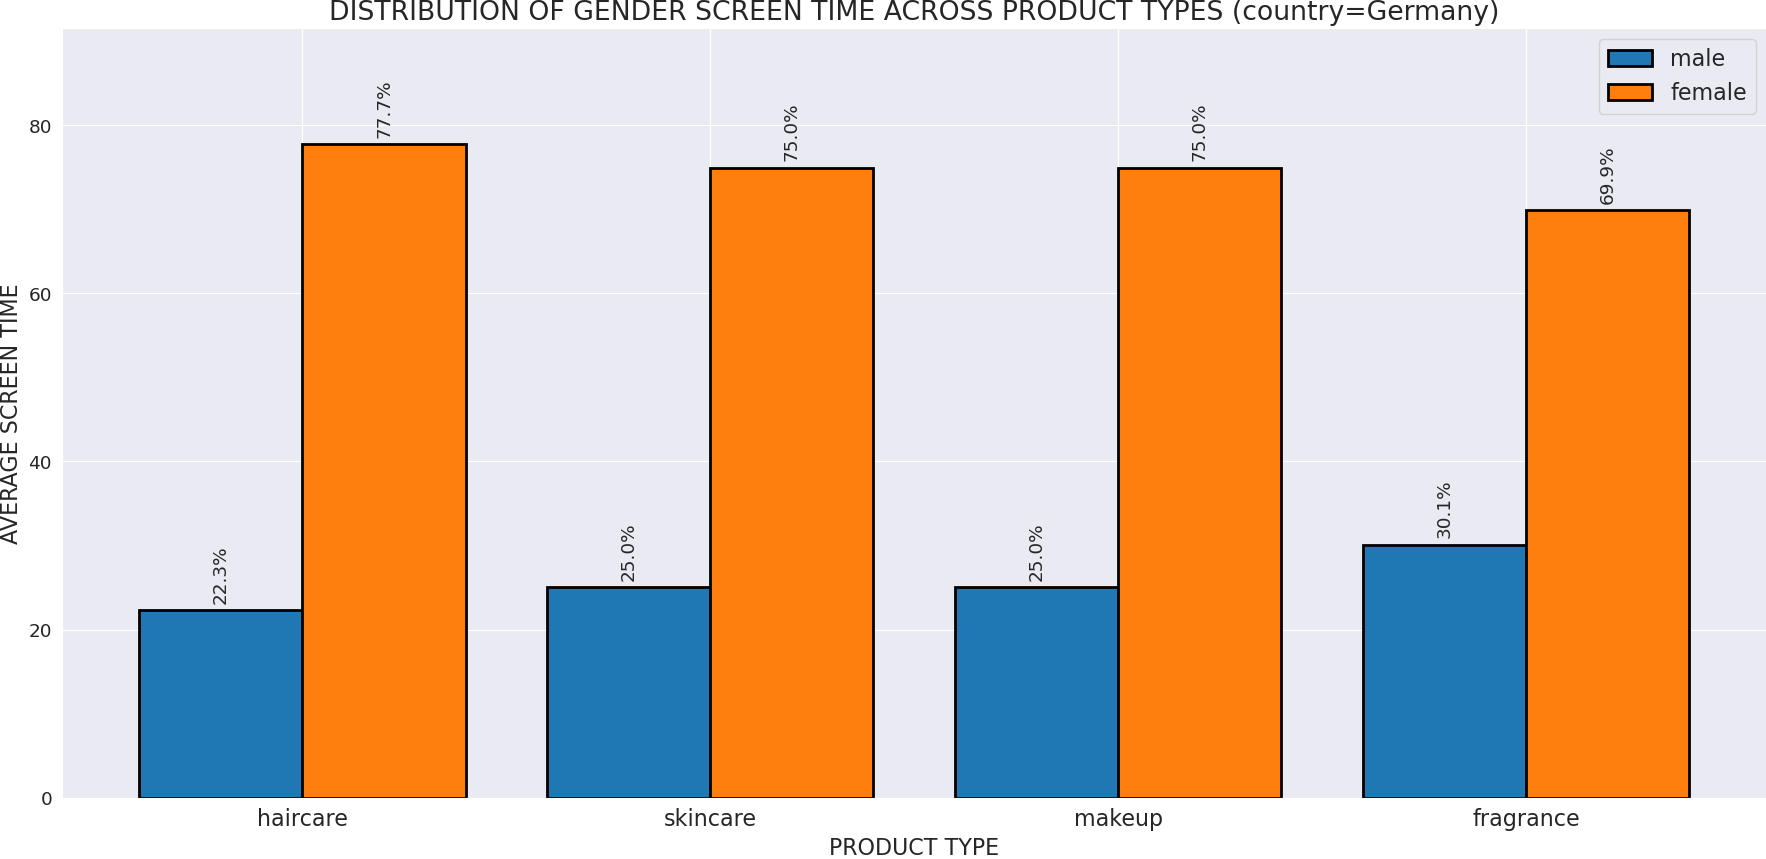 DISTRIBUTION OF GENDER SCREEN TIME ACROSS PRODUCT TYPES (country=Germany)
male
female
AVERAGE SCREEN TIME
80
60
40
20
0
22.3%
77.7%
25.0%
75.0%
25.0%
75.0%
30.1%
69.9%
haircare
skincare
makeup
fragrance
PRODUCT TYPE